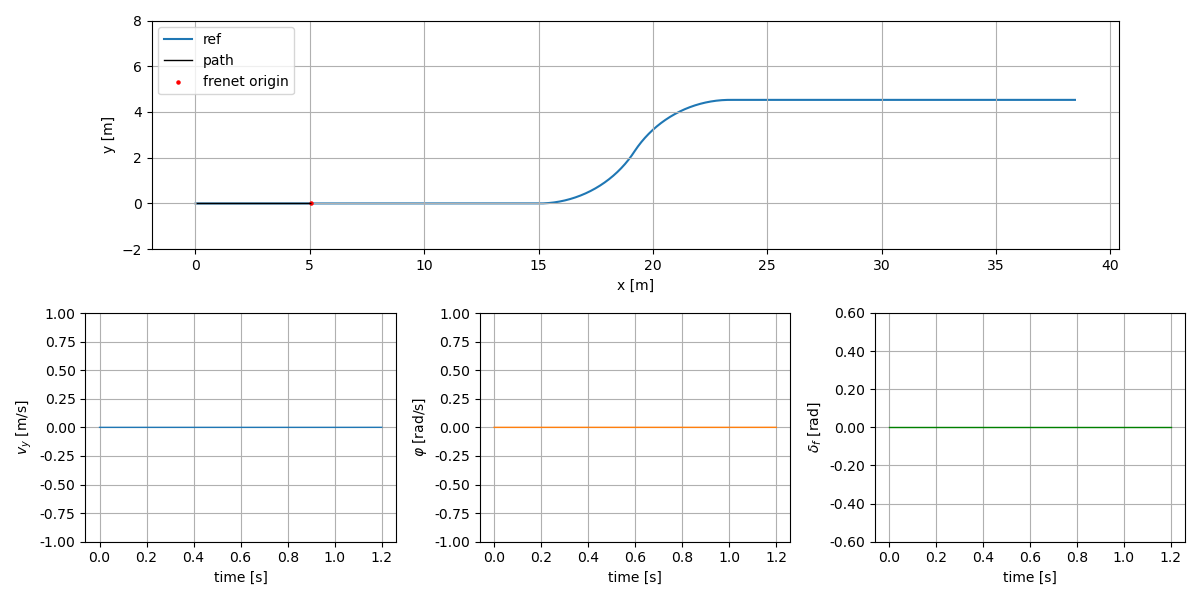 8
6
4
2
0
−2
y [m]
ref
path
frenet origin
0 5 10 15 20 25 30 35 40
x [m]
1.00
0.75
0.50
0.25
0.00
-0.25
-0.50
-0.75
-1.00
v_y [m/s]
0.0 0.2 0.4 0.6 0.8 1.0 1.2
time [s]
1.00
0.75
0.50
0.25
0.00
-0.25
-0.50
-0.75
-1.00
φ [rad/s]
0.0 0.2 0.4 0.6 0.8 1.0 1.2
time [s]
0.60
0.40
0.20
0.00
-0.20
-0.40
-0.60
δ_f [rad]
0.0 0.2 0.4 0.6 0.8 1.0 1.2
time [s]